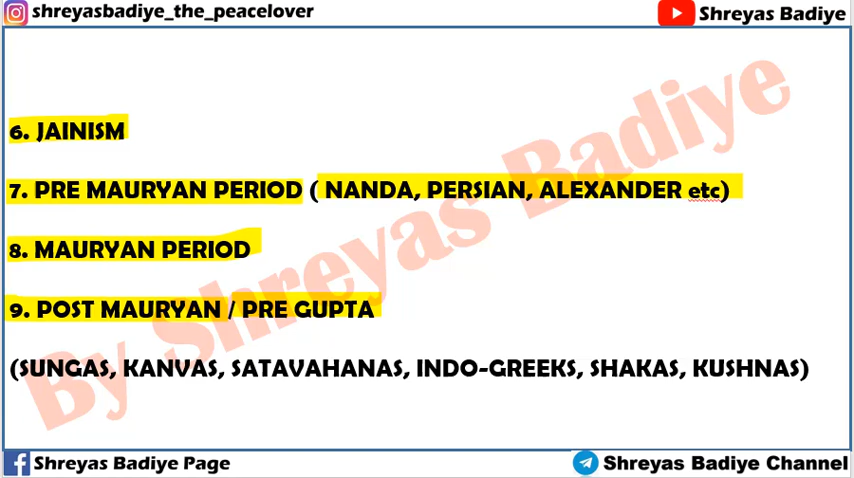 shreyasbadiye_the_peacelover
Shreyas Badiye
6. JAINISM
7. PRE MAURYAN PERIOD ( NANDA, PERSIAN, ALEXANDER etc)
8. MAURYAN PERIOD
9. POST MAURYAN / PRE GUPTA
(SUNGAS, KANVAS, SATAVAHANAS, INDO-GREEKS, SHAKAS, KUSHNAS)
By Shreyas Badiye
Shreyas Badiye Page
Shreyas Badiye Channel